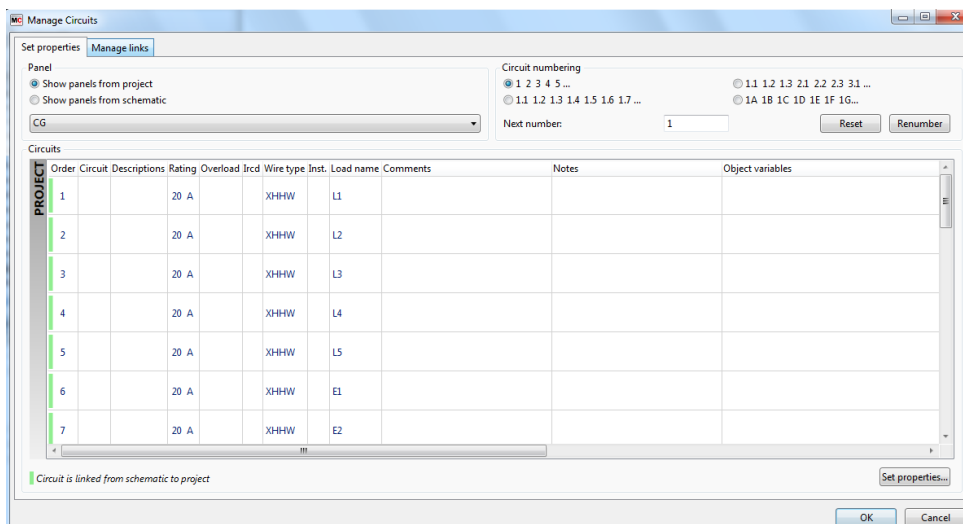 MC Manage Circuits
Set properties Manage links
Panel
Show panels from project
Show panels from schematic
CG
Circuit numbering
1 2 3 4 5 ...
1.1 1.2 1.3 2.1 2.2 2.3 3.1 ...
1.1 1.2 1.3 1.4 1.5 1.6 1.7 ...
1A 1B 1C 1D 1E 1F 1G...
Next number: 1 Reset Renumber
Circuits
PROJECT
Order Circuit Descriptions Rating Overload Ircd Wire type Inst. Load name Comments Notes Object variables
1 20 A XHHW L1
2 20 A XHHW L2
3 20 A XHHW L3
4 20 A XHHW L4
5 20 A XHHW L5
6 20 A XHHW E1
7 20 A XHHW E2
Circuit is linked from schematic to project
Set properties...
OK Cancel